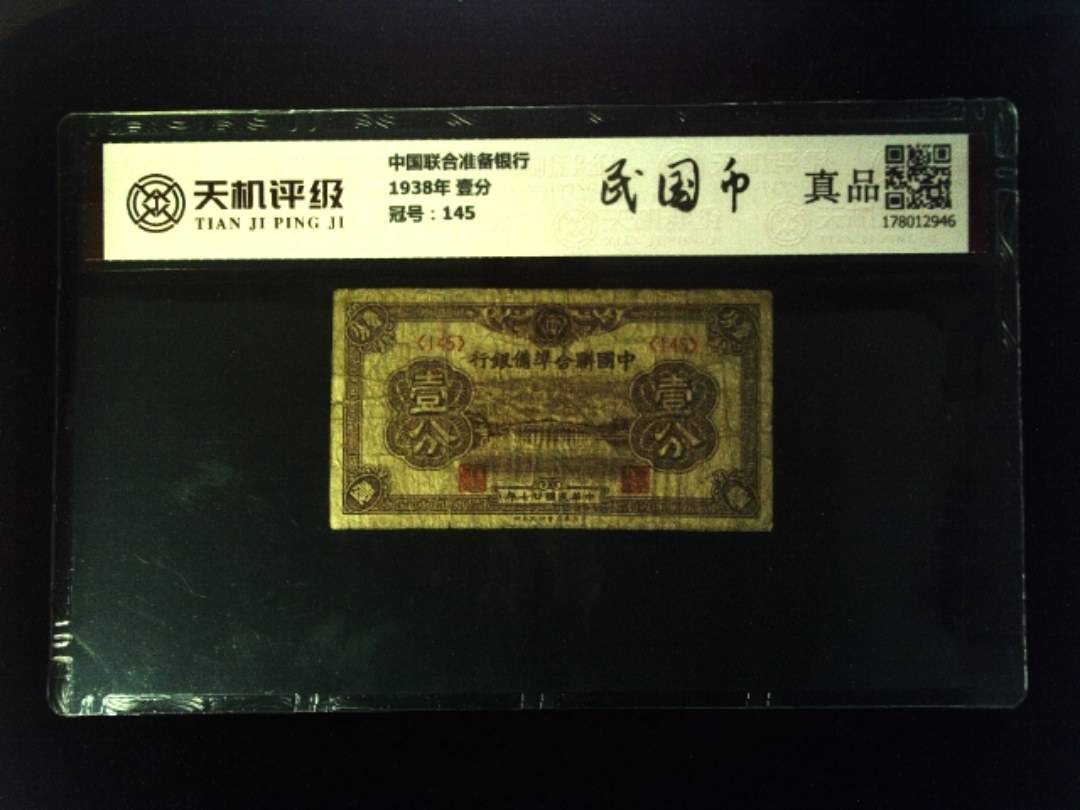 天机评级
TIAN JI PING JI
中国联合准备银行
1938年 壹分
冠号：145
民国币
真品
178012946
〈145〉 〈145〉
行銀備準合聯國中
壹分 壹分